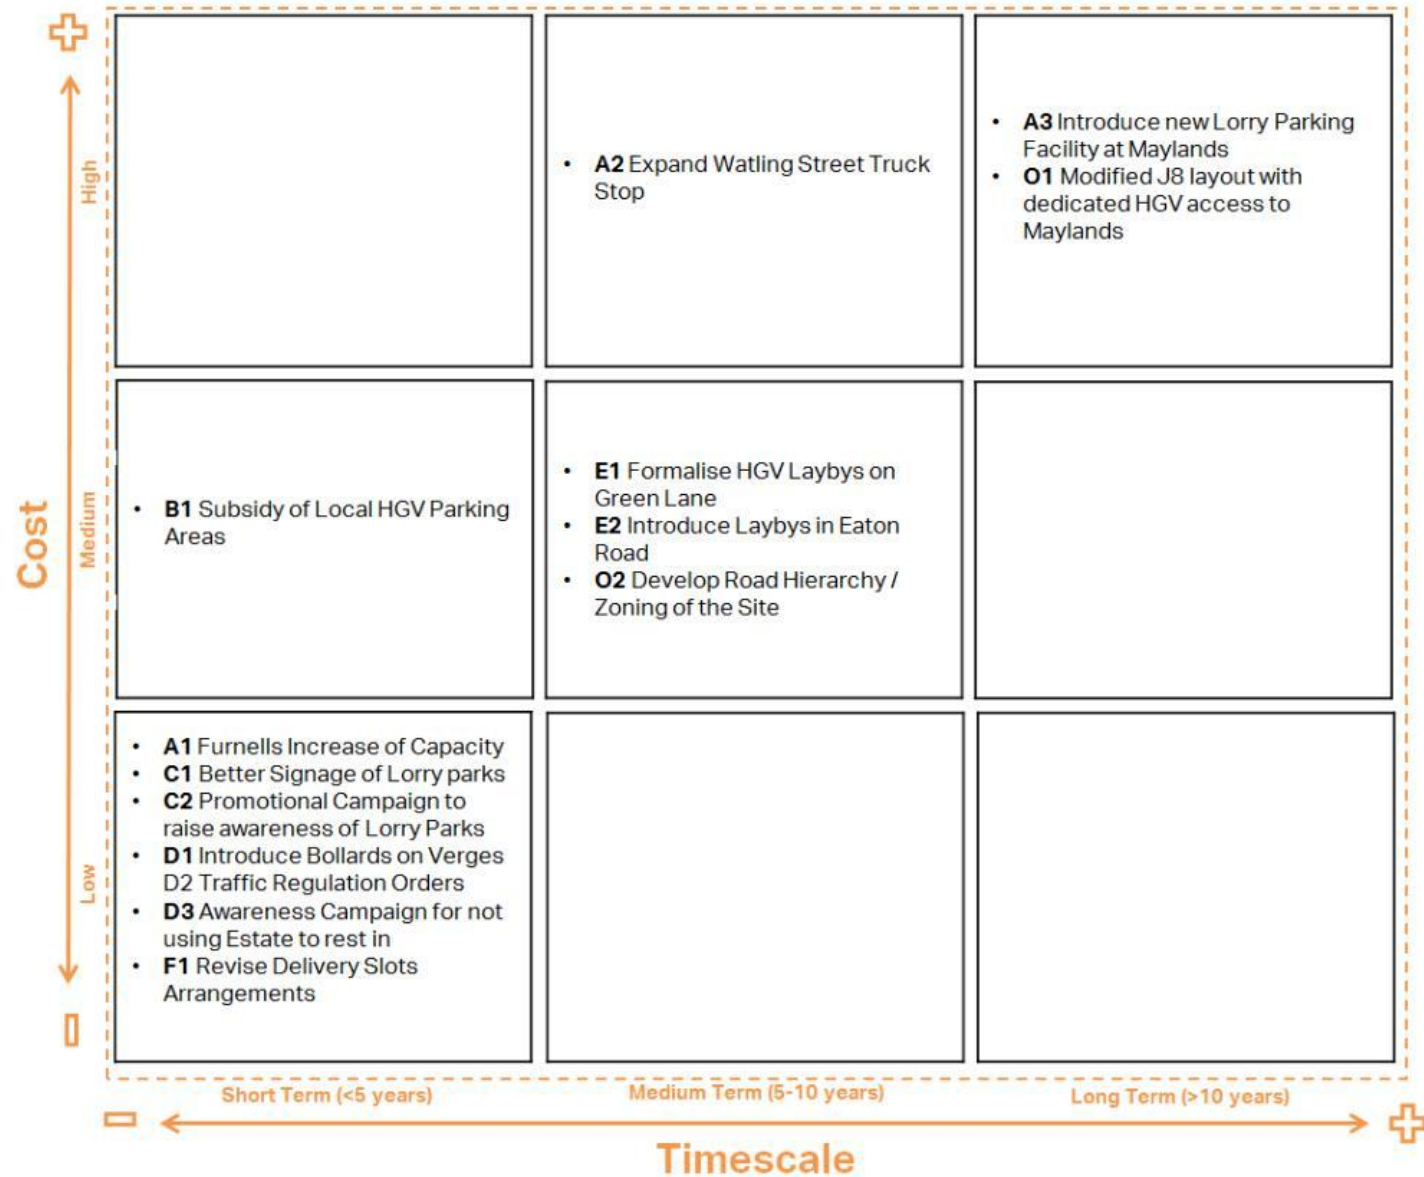 High
• A2 Expand Watling Street Truck
Stop
• A3 Introduce new Lorry Parking
Facility at Maylands
• O1 Modified J8 layout with
dedicated HGV access to
Maylands
Cost
Medium
• B1 Subsidy of Local HGV Parking
Areas
• E1 Formalise HGV Laybys on
Green Lane
• E2 Introduce Laybys in Eaton
Road
• O2 Develop Road Hierarchy /
Zoning of the Site
Low
• A1 Furnells Increase of Capacity
• C1 Better Signage of Lorry parks
• C2 Promotional Campaign to
raise awareness of Lorry Parks
• D1 Introduce Bollards on Verges
D2 Traffic Regulation Orders
• D3 Awareness Campaign for not
using Estate to rest in
• F1 Revise Delivery Slots
Arrangements
Short Term (<5 years)
Medium Term (5-10 years)
Long Term (>10 years)
Timescale